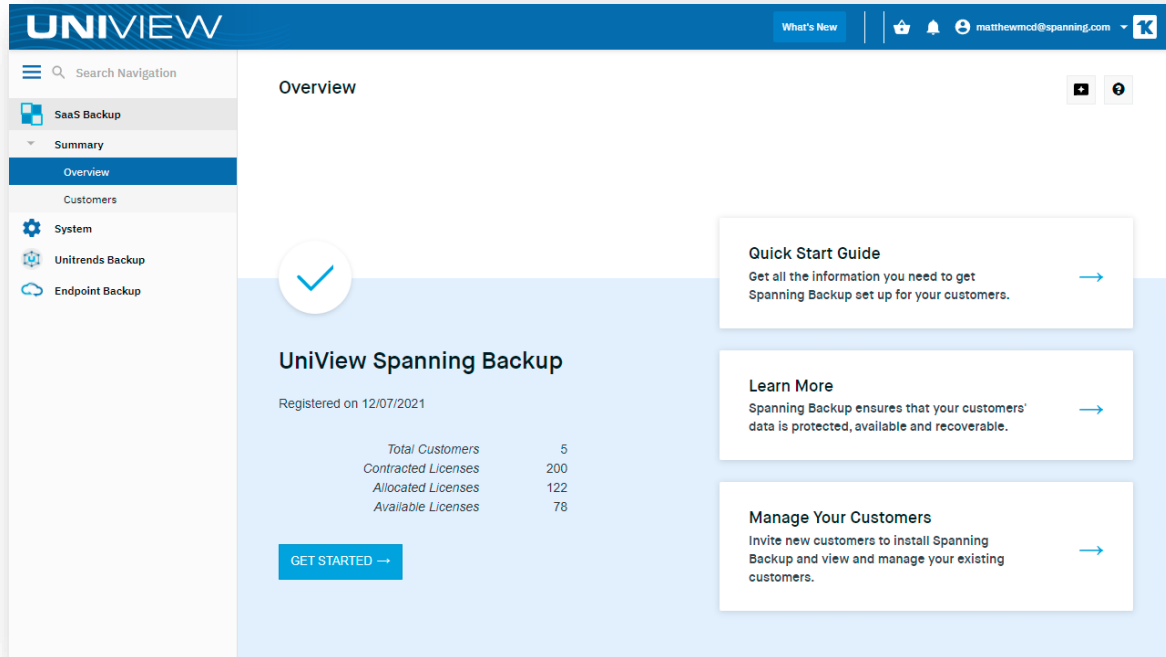 UNIVIEW
What's New
matthewmcd@spanning.com
Search Navigation
SaaS Backup
Summary
Overview
Customers
System
Unitrends Backup
Endpoint Backup
Overview
UniView Spanning Backup
Registered on 12/07/2021
Total Customers 5
Contracted Licenses 200
Allocated Licenses 122
Available Licenses 78
GET STARTED →
Quick Start Guide
Get all the information you need to get
Spanning Backup set up for your customers.
Learn More
Spanning Backup ensures that your customers'
data is protected, available and recoverable.
Manage Your Customers
Invite new customers to install Spanning
Backup and view and manage your existing
customers.